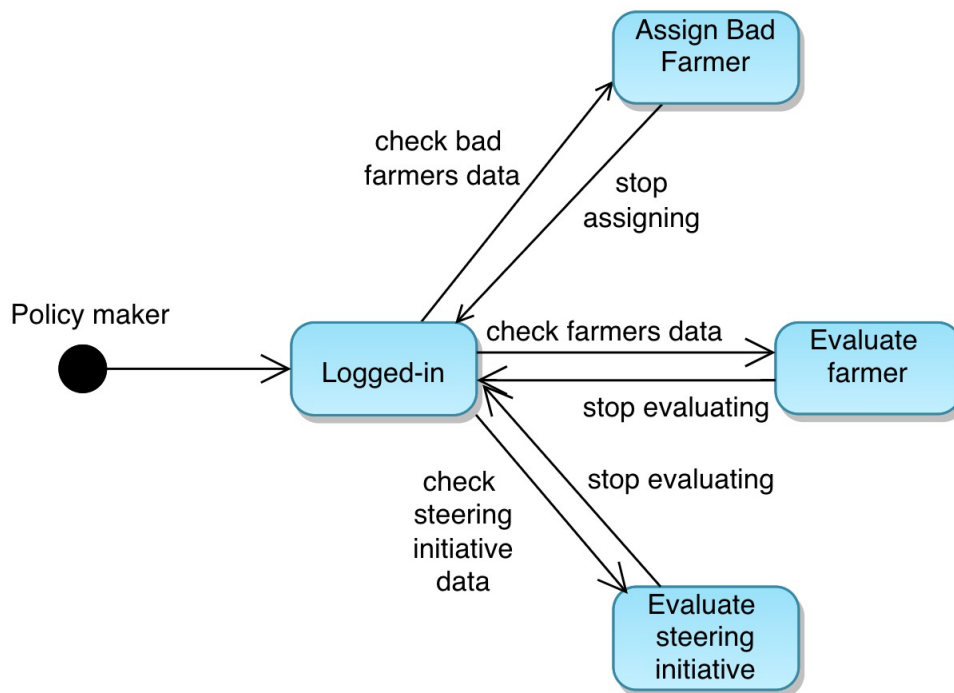 Assign Bad
Farmer
check bad
farmers data
stop
assigning
Policy maker
Logged-in
check farmers data
Evaluate
farmer
stop evaluating
stop evaluating
check
steering
initiative
data
Evaluate
steering
initiative